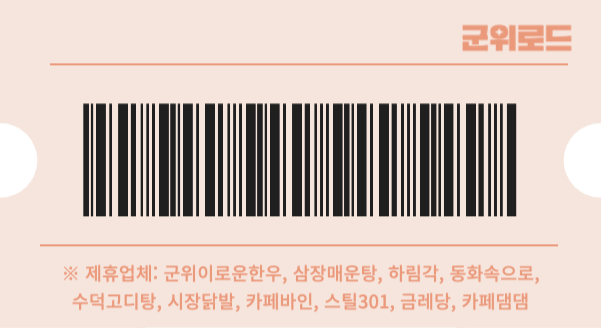 군위로드
※ 제휴업체: 군위이로운한우, 삼장매운탕, 하림각, 동화속으로,
수덕고디탕, 시장닭발, 카페바인, 스틸301, 금레당, 카페댐댐